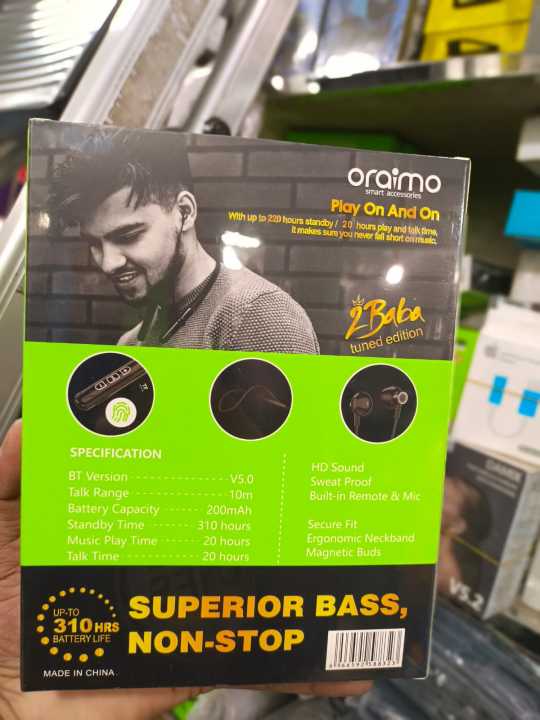 oraimo
smart accessories
Play On And On
With up to 220 hours standby / 20 hours play and talk time,
it makes sure you never fall short on music.
2Baba
tuned edition
SPECIFICATION
BT Version V5.0
Talk Range 10m
Battery Capacity 200mAh
Standby Time 310 hours
Music Play Time 20 hours
Talk Time 20 hours
HD Sound
Sweat Proof
Built-in Remote & Mic
Secure Fit
Ergonomic Neckband
Magnetic Buds
UP-TO
310 HRS
BATTERY LIFE
SUPERIOR BASS,
NON-STOP
MADE IN CHINA.
V5.2